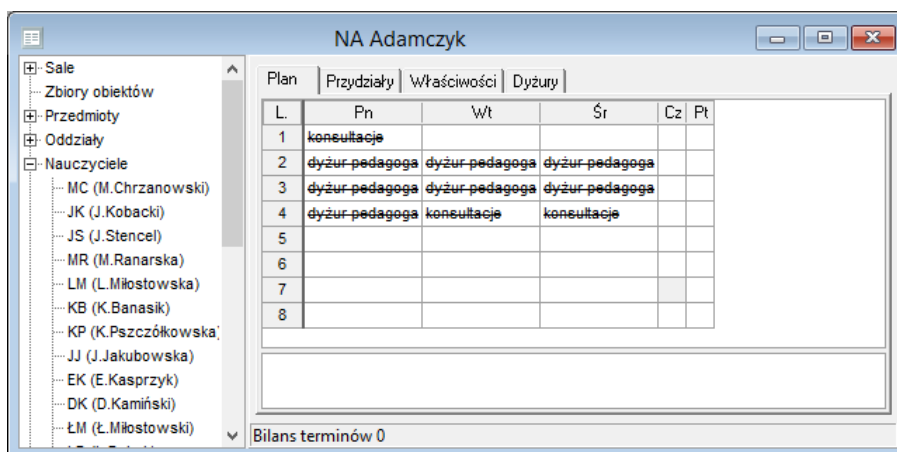 NA Adamczyk
Sale
Zbiory obiektów
Przedmioty
Oddziały
Nauczyciele
MC (M.Chrzanowski)
JK (J.Kobacki)
JS (J.Stencel)
MR (M.Ranarska)
LM (L.Miłostowska)
KB (K.Banasik)
KP (K.Pszczółkowska)
JJ (J.Jakubowska)
EK (E.Kasprzyk)
DK (D.Kamiński)
ŁM (Ł.Miłostowski)
Plan Przydziały Właściwości Dyżury
L. Pn Wt Śr Cz Pt
1 konsultacje
2 dyżur pedagoga dyżur pedagoga dyżur pedagoga
3 dyżur pedagoga dyżur pedagoga dyżur pedagoga
4 dyżur pedagoga konsultacje konsultacje
5
6
7
8
Bilans terminów 0